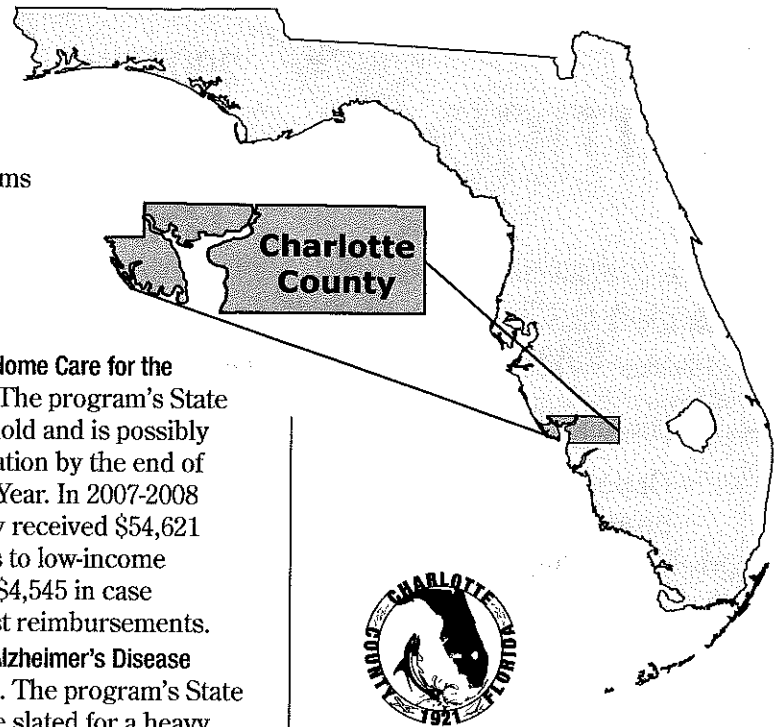 ms
Charlotte
County
Home Care for the
The program's State
old and is possibly
ation by the end of
Year. In 2007-2008
y received $54,621
s to low-income
$4,545 in case
st reimbursements.
Alzheimer's Disease
. The program's State
e slated for a heavy
CHARLOTTE
COUNTY
FLORIDA
1921